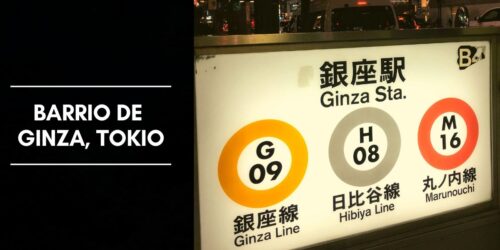 BARRIO DE
GINZA, TOKIO
銀座駅
Ginza Sta.
G
09
H
08
M
16
銀座線
Ginza Line
日比谷線
Hibiya Line
丸ノ内線
Marunouchi